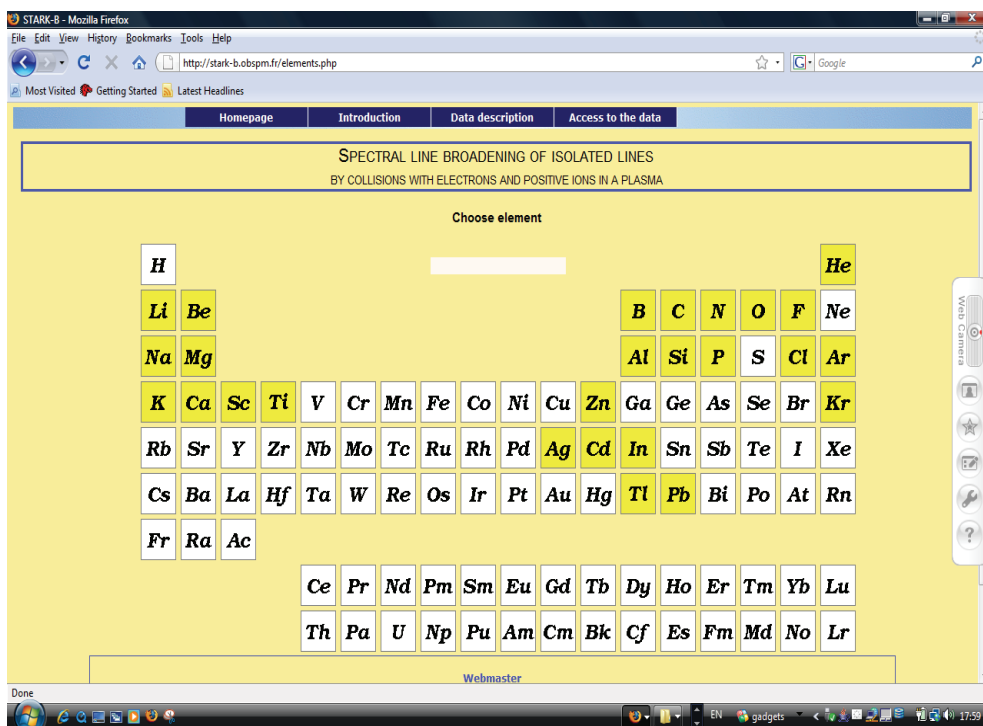 STARK-B - Mozilla Firefox
File Edit View History Bookmarks Tools Help
http://stark-b.obspm.fr/elements.php
G Google
Most Visited Getting Started Latest Headlines
Homepage Introduction Data description Access to the data
SPECTRAL LINE BROADENING OF ISOLATED LINES
BY COLLISIONS WITH ELECTRONS AND POSITIVE IONS IN A PLASMA
Choose element
H He
Li Be B C N O F Ne
Na Mg Al Si P S Cl Ar
K Ca Sc Ti V Cr Mn Fe Co Ni Cu Zn Ga Ge As Se Br Kr
Rb Sr Y Zr Nb Mo Tc Ru Rh Pd Ag Cd In Sn Sb Te I Xe
Cs Ba La Hf Ta W Re Os Ir Pt Au Hg Tl Pb Bi Po At Rn
Fr Ra Ac
Ce Pr Nd Pm Sm Eu Gd Tb Dy Ho Er Tm Yb Lu
Th Pa U Np Pu Am Cm Bk Cf Es Fm Md No Lr
Web Camera
?
Webmaster
Done
EN gadgets 17:59